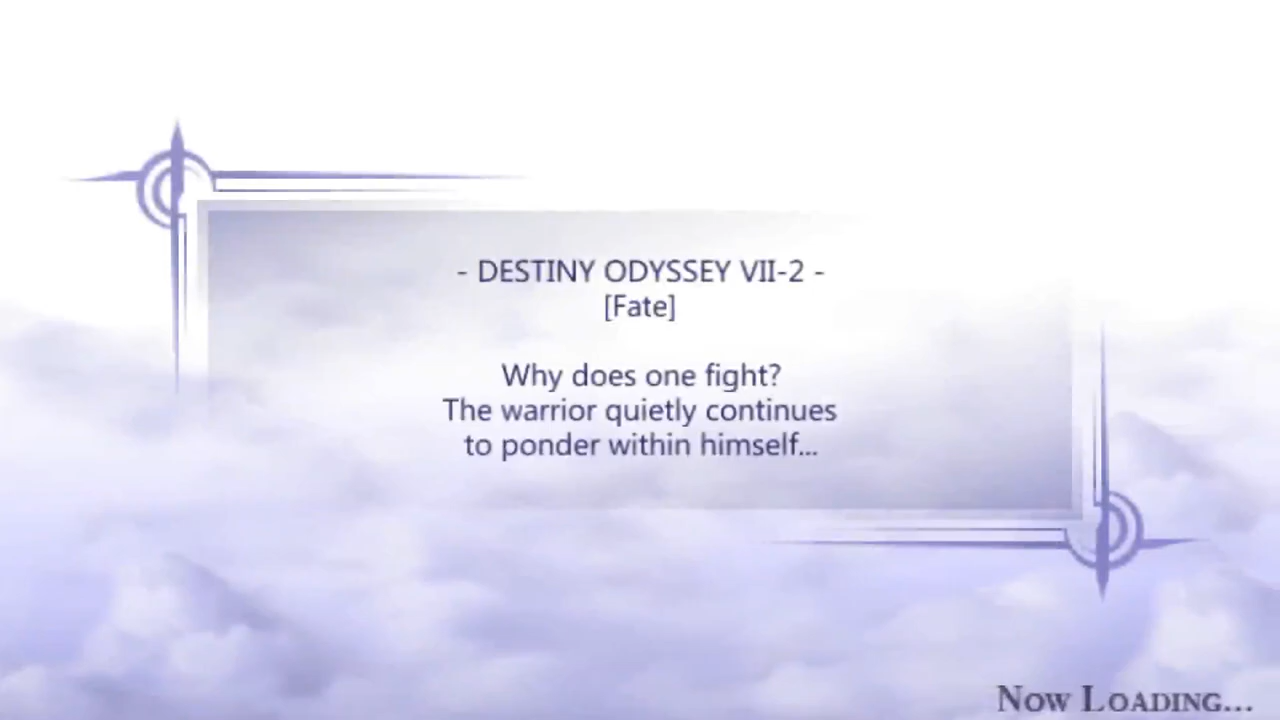 - DESTINY ODYSSEY VII-2 -
[Fate]
Why does one fight?
The warrior quietly continues
to ponder within himself...
Now Loading...